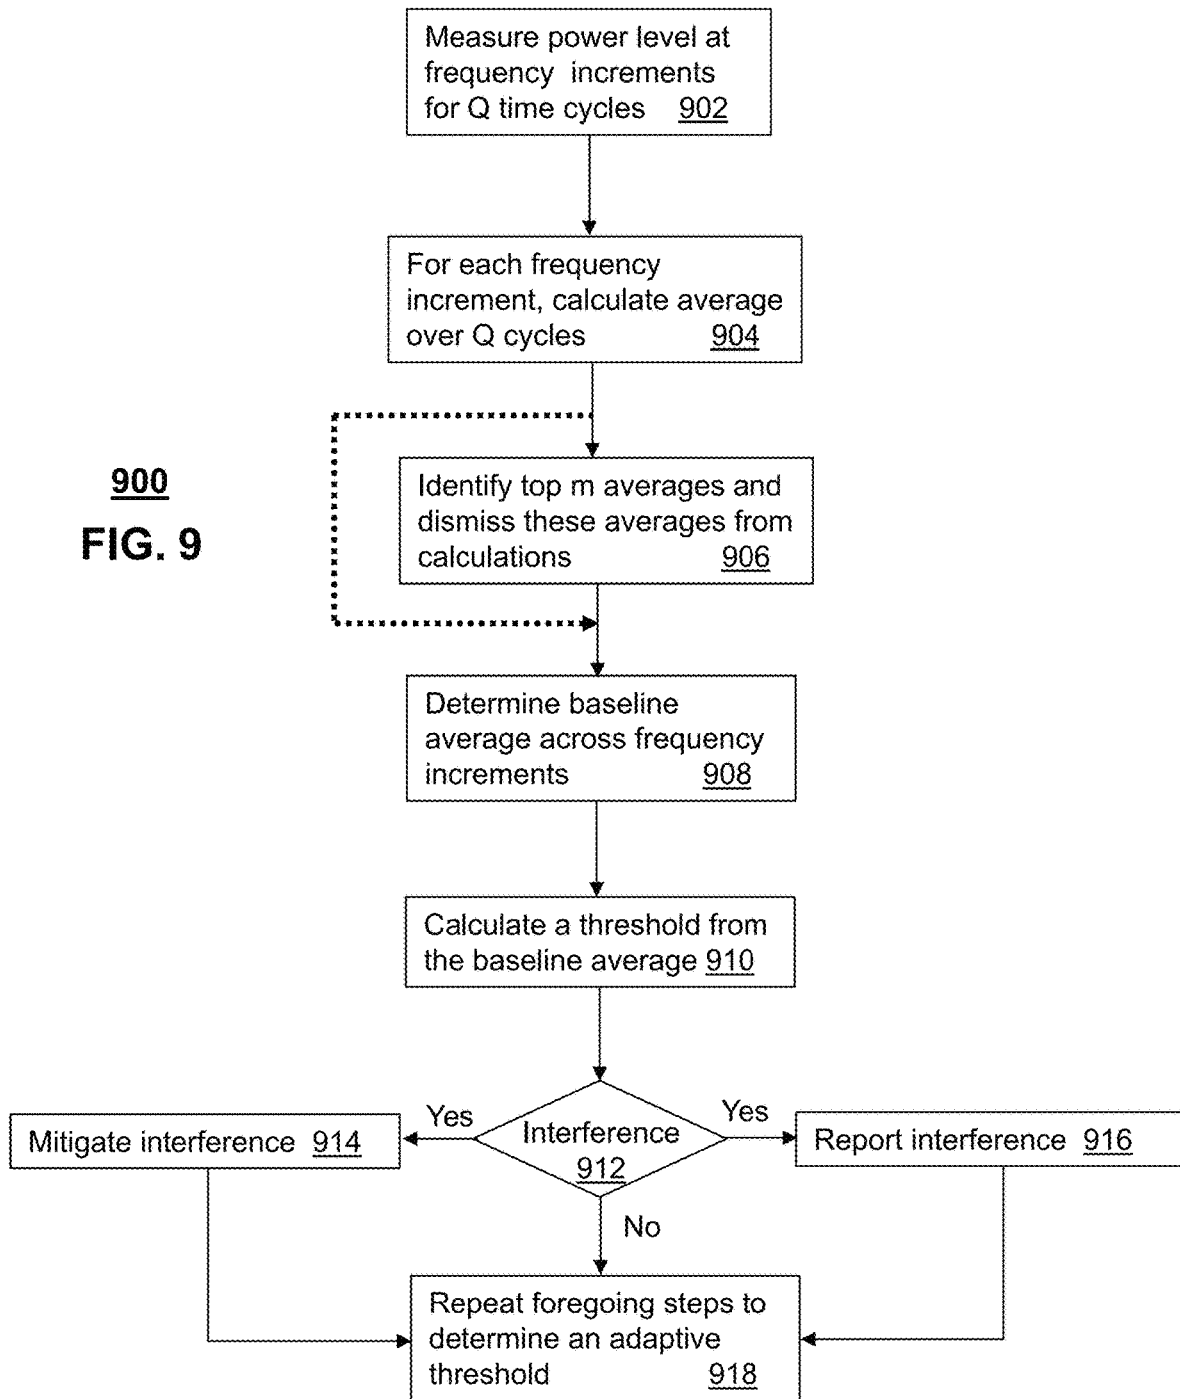 Measure power level at
frequency increments
for Q time cycles 902
For each frequency
increment, calculate average
over Q cycles 904
900
FIG. 9
Identify top m averages and
dismiss these averages from
calculations 906
Determine baseline
average across frequency
increments 908
Calculate a threshold from
the baseline average 910
Yes
Yes
Mitigate interference 914
Interference
912
Report interference 916
No
Repeat foregoing steps to
determine an adaptive
threshold 918